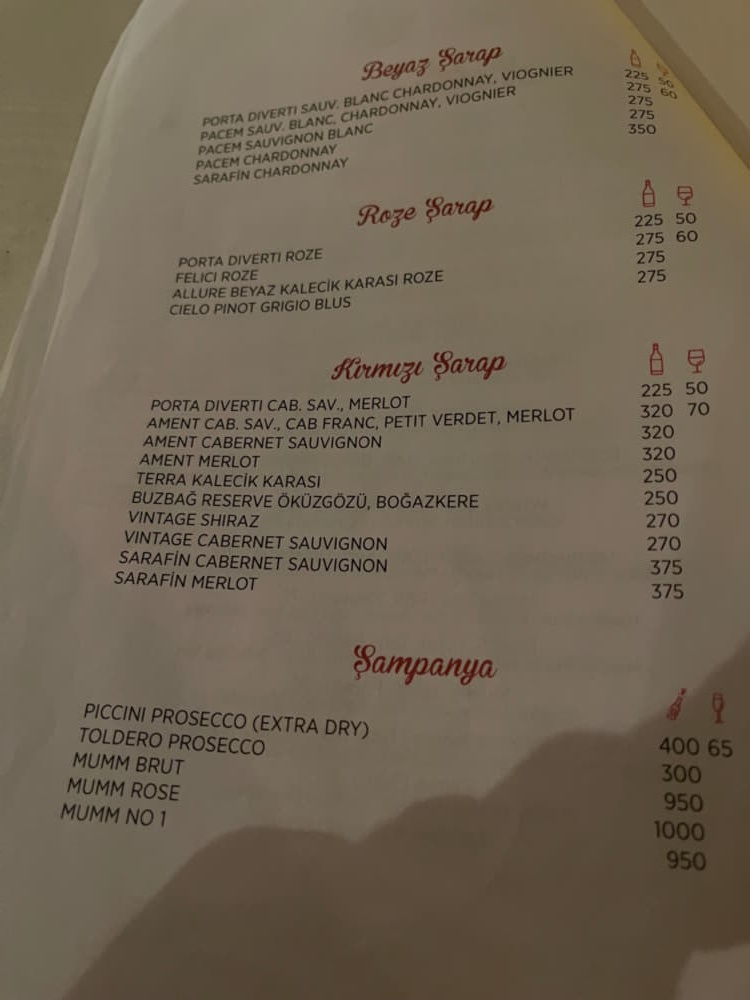 Beyaz Şarap
PORTA DIVERTI SAUV. BLANC CHARDONNAY, VIOGNIER 225 50
PACEM SAUV. BLANC, CHARDONNAY, VIOGNIER 275 60
PACEM SAUVIGNON BLANC 275
PACEM CHARDONNAY 275
SARAFİN CHARDONNAY 350
Roze Şarap
PORTA DIVERTI ROZE 225 50
FELICI ROZE 275 60
ALLURE BEYAZ KALECİK KARASI ROZE 275
CIELO PINOT GRIGIO BLUS 275
Kırmızı Şarap
PORTA DIVERTI CAB. SAV., MERLOT 225 50
AMENT CAB. SAV., CAB FRANC, PETIT VERDET, MERLOT 320 70
AMENT CABERNET SAUVIGNON 320
AMENT MERLOT 320
TERRA KALECİK KARASI 250
BUZBAĞ RESERVE ÖKÜZGÖZÜ, BOĞAZKERE 250
VINTAGE SHIRAZ 270
VINTAGE CABERNET SAUVIGNON 270
SARAFİN CABERNET SAUVIGNON 375
SARAFİN MERLOT 375
Şampanya
PICCINI PROSECCO (EXTRA DRY) 400 65
TOLDERO PROSECCO 300
MUMM BRUT 950
MUMM ROSE 1000
MUMM NO 1 950